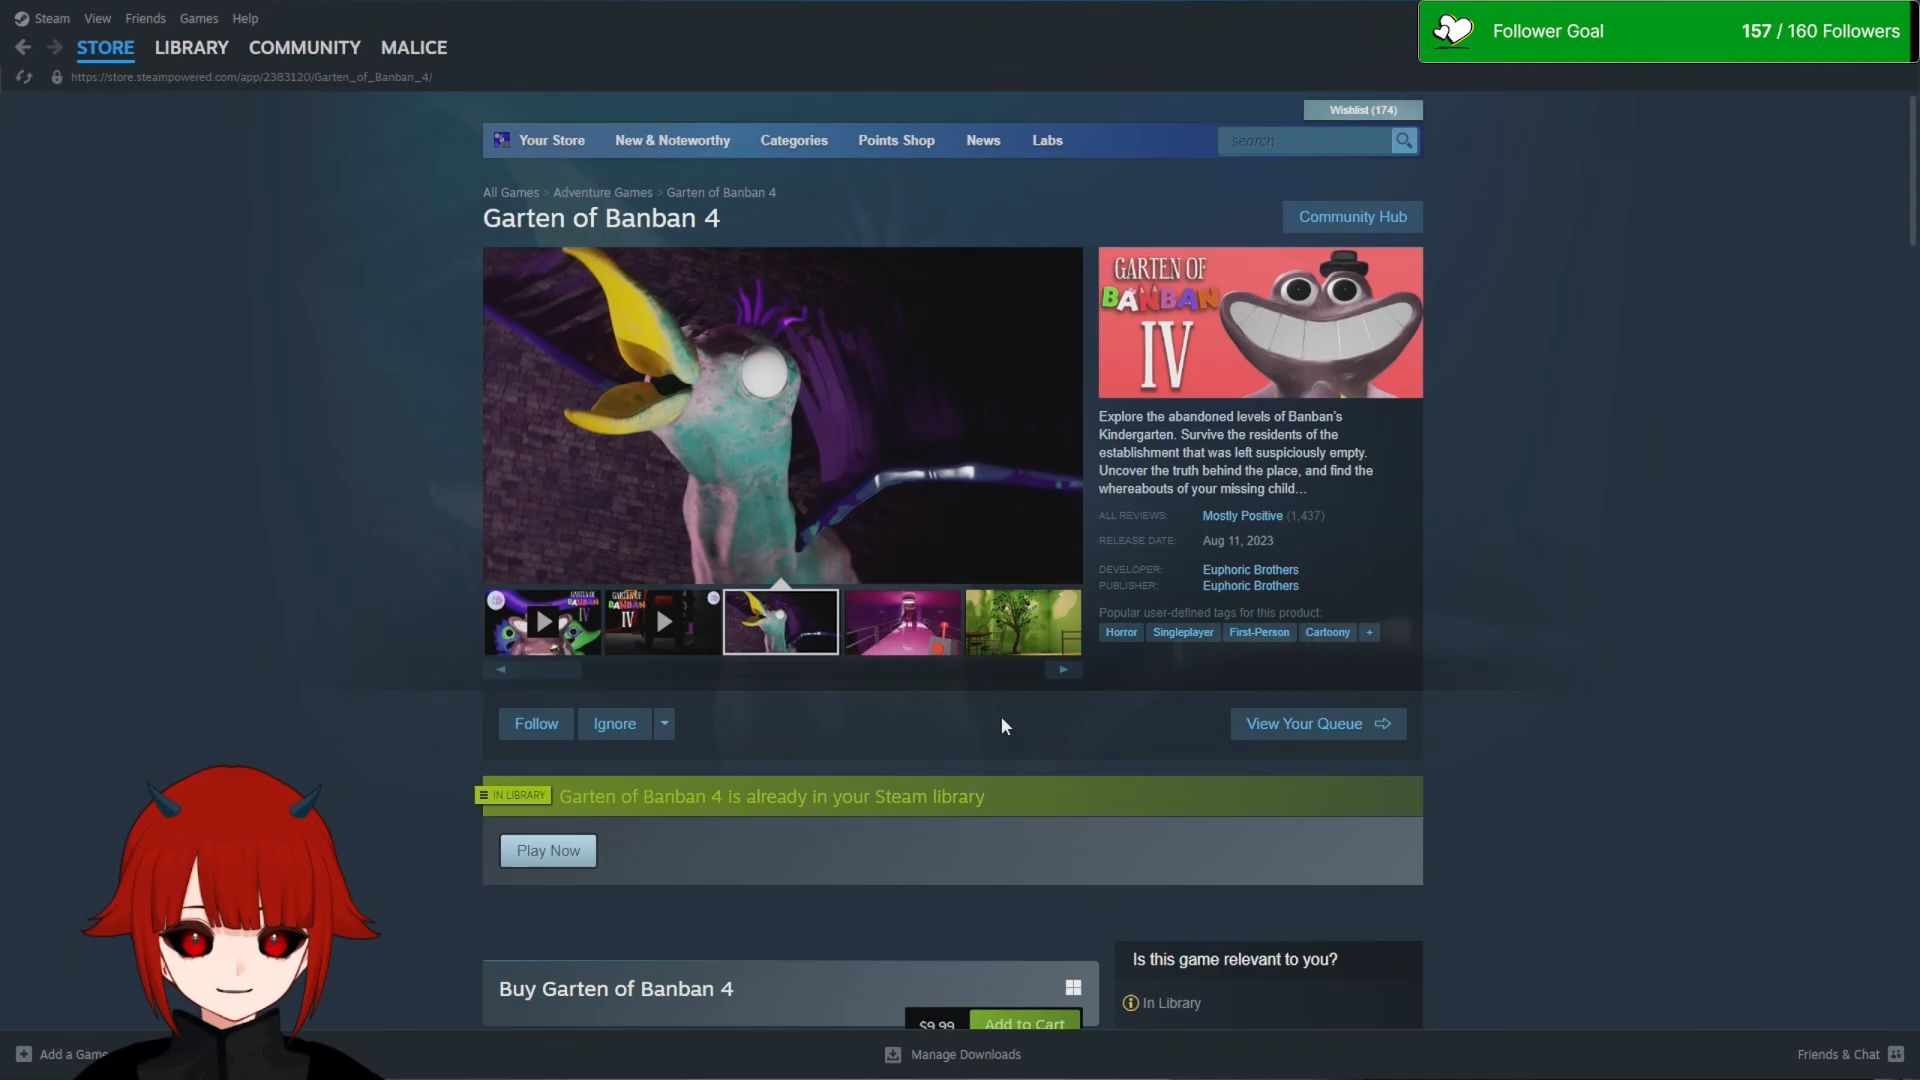 Steam View Friends Games Help
STORE LIBRARY COMMUNITY MALICE
https://store.steampowered.com/app/2383120/Garten_of_Banban_4/
Follower Goal 157 / 160 Followers
Wishlist (174)
Your Store New & Noteworthy Categories Points Shop News Labs search
All Games > Adventure Games > Garten of Banban 4
Garten of Banban 4
Community Hub
GARTEN OF
BANBAN
IV
Explore the abandoned levels of Banban's
Kindergarten. Survive the residents of the
establishment that was left suspiciously empty.
Uncover the truth behind the place, and find the
whereabouts of your missing child...
ALL REVIEWS: Mostly Positive (1,437)
RELEASE DATE: Aug 11, 2023
DEVELOPER: Euphoric Brothers
PUBLISHER: Euphoric Brothers
Popular user-defined tags for this product:
Horror Singleplayer First-Person Cartoony +
GARTEN OF
BANBAN
IV
GARTEN OF
BANBAN
IV
Follow Ignore View Your Queue
IN LIBRARY Garten of Banban 4 is already in your Steam library
Play Now
Buy Garten of Banban 4
$9.99 Add to Cart
Is this game relevant to you?
In Library
Add a Game
Manage Downloads
Friends & Chat